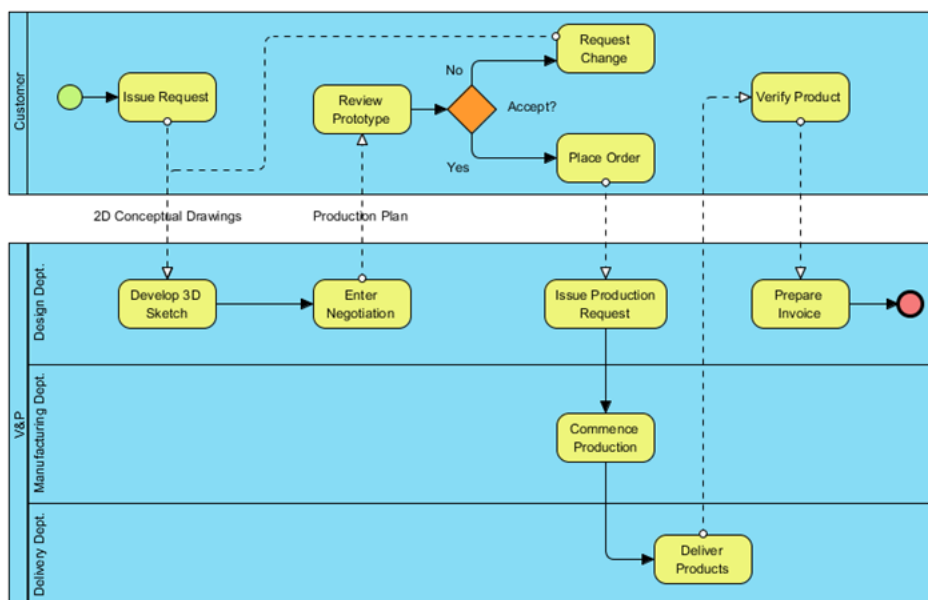 Customer
Issue Request
Review
Prototype
No
Yes
Accept?
Request
Change
Place Order
Verify Product
2D Conceptual Drawings
Production Plan
V&P
Design Dept.
Develop 3D
Sketch
Enter
Negotiation
Issue Production
Request
Prepare
Invoice
Manufacturing Dept.
Commence
Production
Delivery Dept.
Deliver
Products